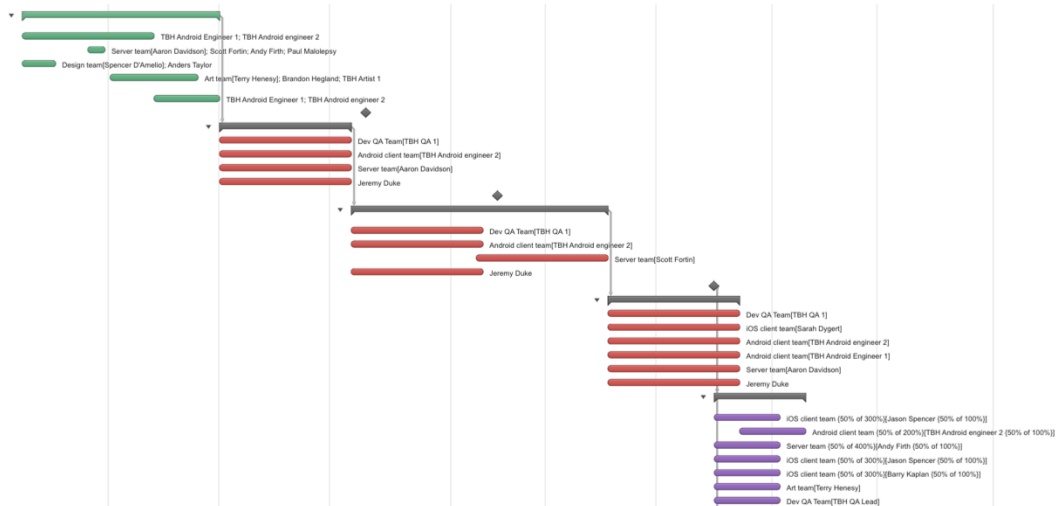 TBH Android Engineer 1; TBH Android engineer 2
Server team[Aaron Davidson]; Scott Fortin; Andy Firth; Paul Malolepsy
Design team[Spencer D'Amelio]; Anders Taylor
Art team[Terry Henesy]; Brandon Hegland; TBH Artist 1
TBH Android Engineer 1; TBH Android engineer 2
Dev QA Team[TBH QA 1]
Android client team[TBH Android engineer 2]
Server team[Aaron Davidson]
Jeremy Duke
Dev QA Team[TBH QA 1]
Android client team[TBH Android engineer 2]
Server team[Scott Fortin]
Jeremy Duke
Dev QA Team[TBH QA 1]
iOS client team[Sarah Dygert]
Android client team[TBH Android engineer 2]
Android client team[TBH Android Engineer 1]
Server team[Aaron Davidson]
Jeremy Duke
iOS client team {50% of 300%}[Jason Spencer {50% of 100%}]
Android client team {50% of 200%}[TBH Android engineer 2 {50% of 100%}]
Server team {50% of 400%}[Andy Firth {50% of 100%}]
iOS client team {50% of 300%}[Jason Spencer {50% of 100%}]
iOS client team {50% of 300%}[Barry Kaplan {50% of 100%}]
Art team[Terry Henesy]
Dev QA Team[TBH QA Lead]